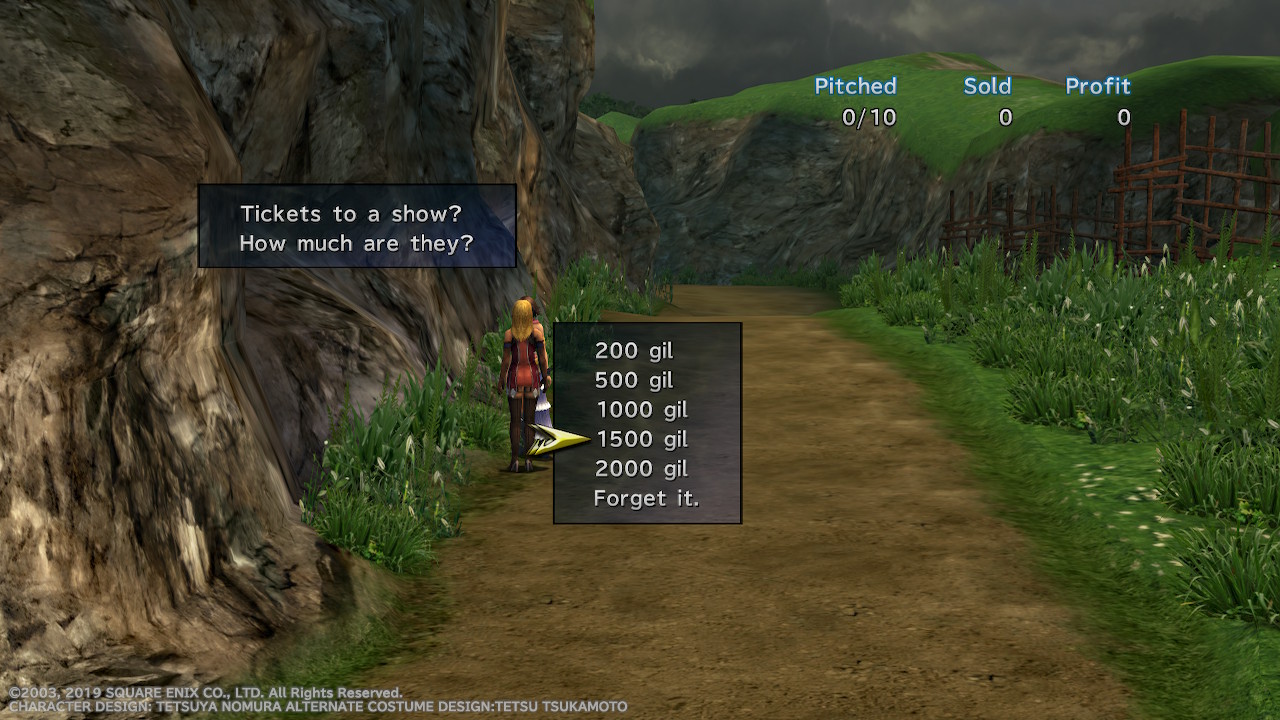 Pitched Sold Profit
0/10 0 0
Tickets to a show?
How much are they?
200 gil
500 gil
1000 gil
1500 gil
2000 gil
Forget it.
©2003, 2019 SQUARE ENIX CO., LTD. All Rights Reserved.
CHARACTER DESIGN: TETSUYA NOMURA ALTERNATE COSTUME DESIGN:TETSU TSUKAMOTO